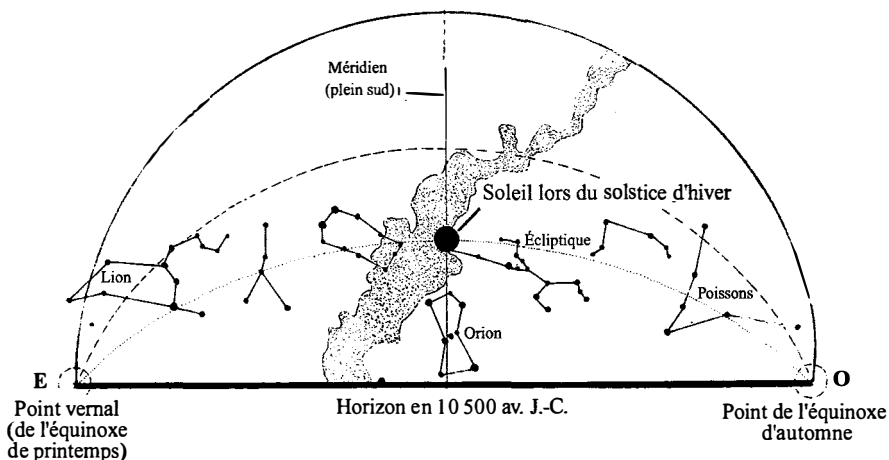 Méridien
(plein sud)
Soleil lors du solstice d'hiver
Écliptique
Lion
Poissons
Orion
E
O
Point vernal
(de l'équinoxe
de printemps)
Horizon en 10 500 av. J.-C.
Point de l'équinoxe
d'automne